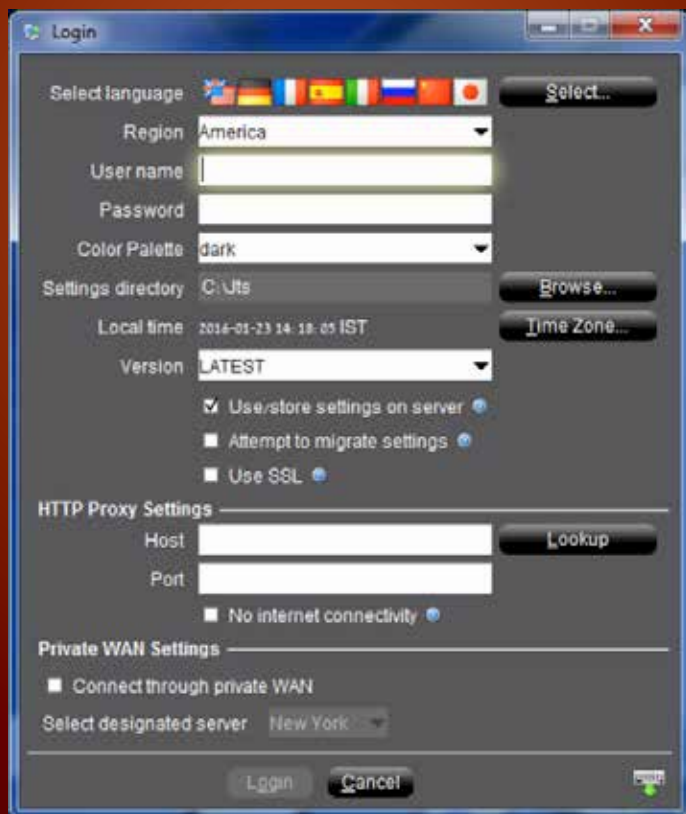 Login
Select language Select...
Region America
User name
Password
Color Palette dark
Settings directory C:\Jts Browse...
Local time 2016-01-23 14:18:05 IST Time Zone...
Version LATEST
Use/store settings on server
Attempt to migrate settings
Use SSL
HTTP Proxy Settings
Host Lookup
Port
No internet connectivity
Private WAN Settings
Connect through private WAN
Select designated server New York
Login Cancel